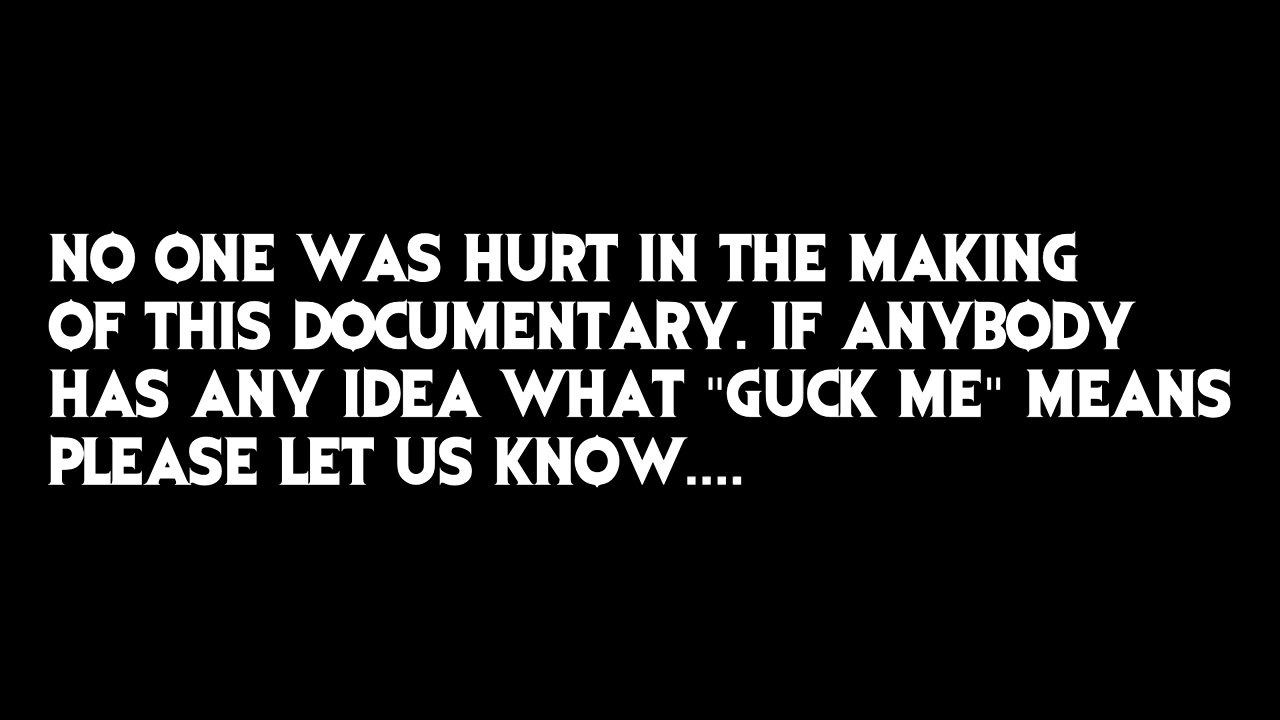 NO ONE WAS HURT IN THE MAKING
OF THIS DOCUMENTARY. IF ANYBODY
HAS ANY IDEA WHAT "GUCK ME" MEANS
PLEASE LET US KNOW....